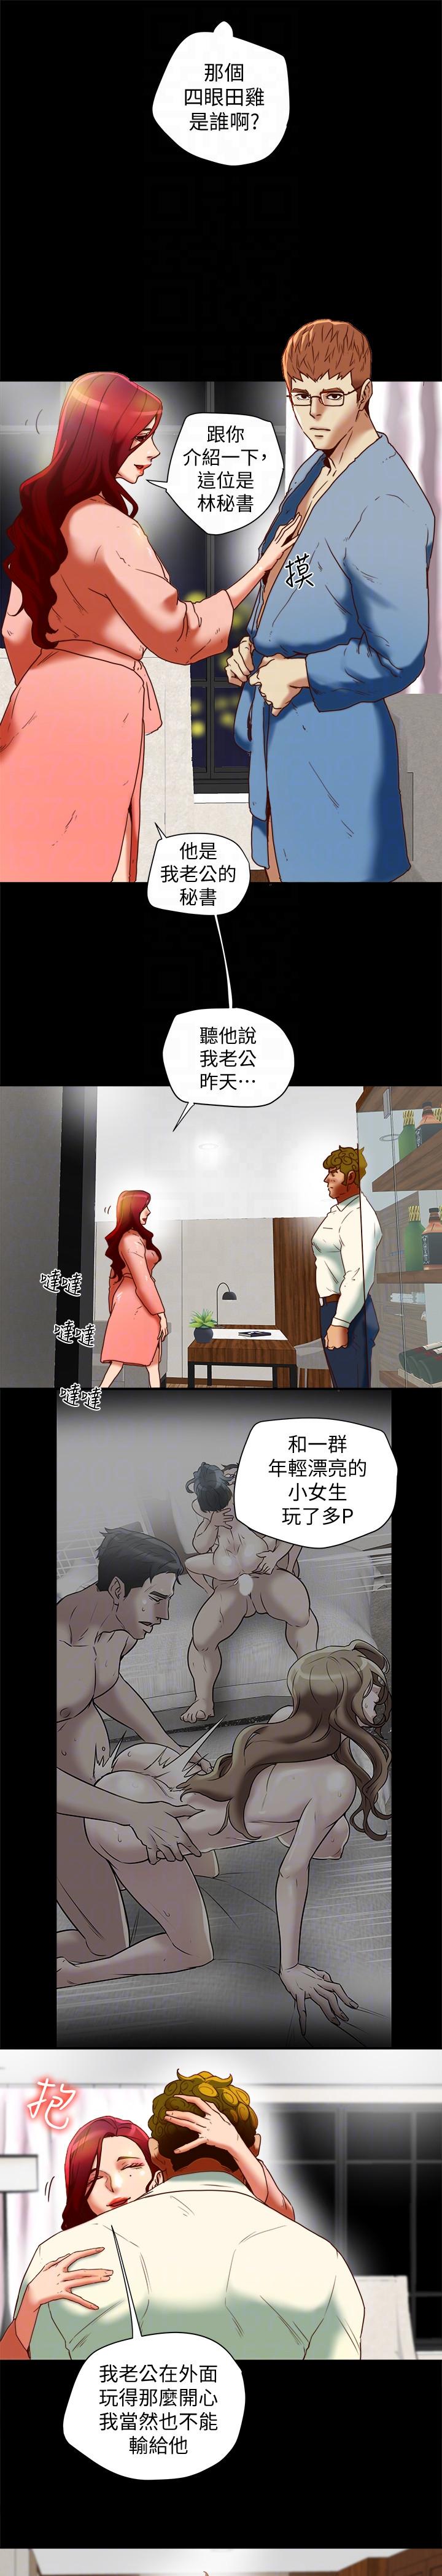 那個
四眼田雞
是誰啊?
跟你
介紹一下,
這位是
林秘書
摸
他是
我老公的
秘書
聽他說
我老公
昨天⋯
噠噠
噠噠
噠噠
和一群
年輕漂亮的
小女生
玩了多P
抱
我老公在外面
玩得那麼開心
我當然也不能
輸給他